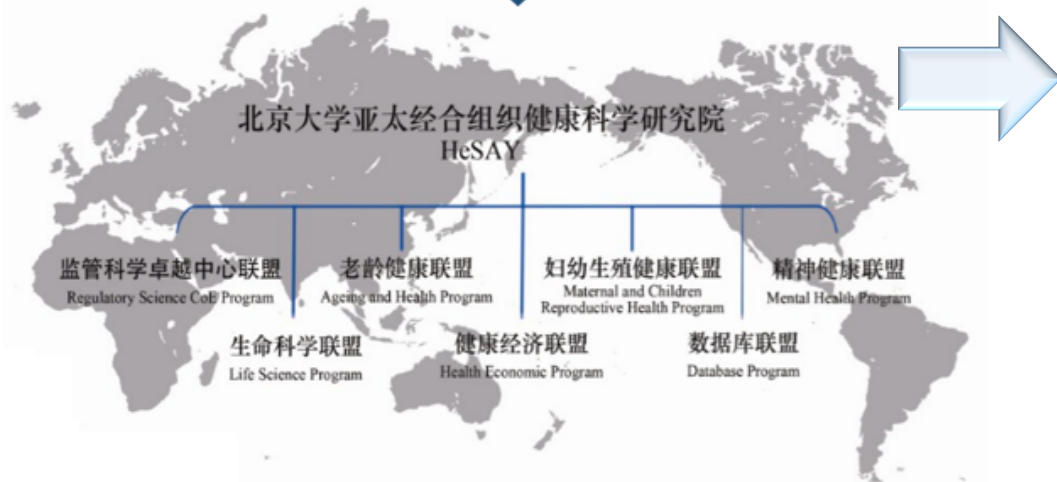 北京大学亚太经合组织健康科学研究院
HeSAY
监管科学卓越中心联盟
Regulatory Science CoE Program
老龄健康联盟
Ageing and Health Program
妇幼生殖健康联盟
Maternal and Children
Reproductive Health Program
精神健康联盟
Mental Health Program
生命科学联盟
Life Science Program
健康经济联盟
Health Economic Program
数据库联盟
Database Program